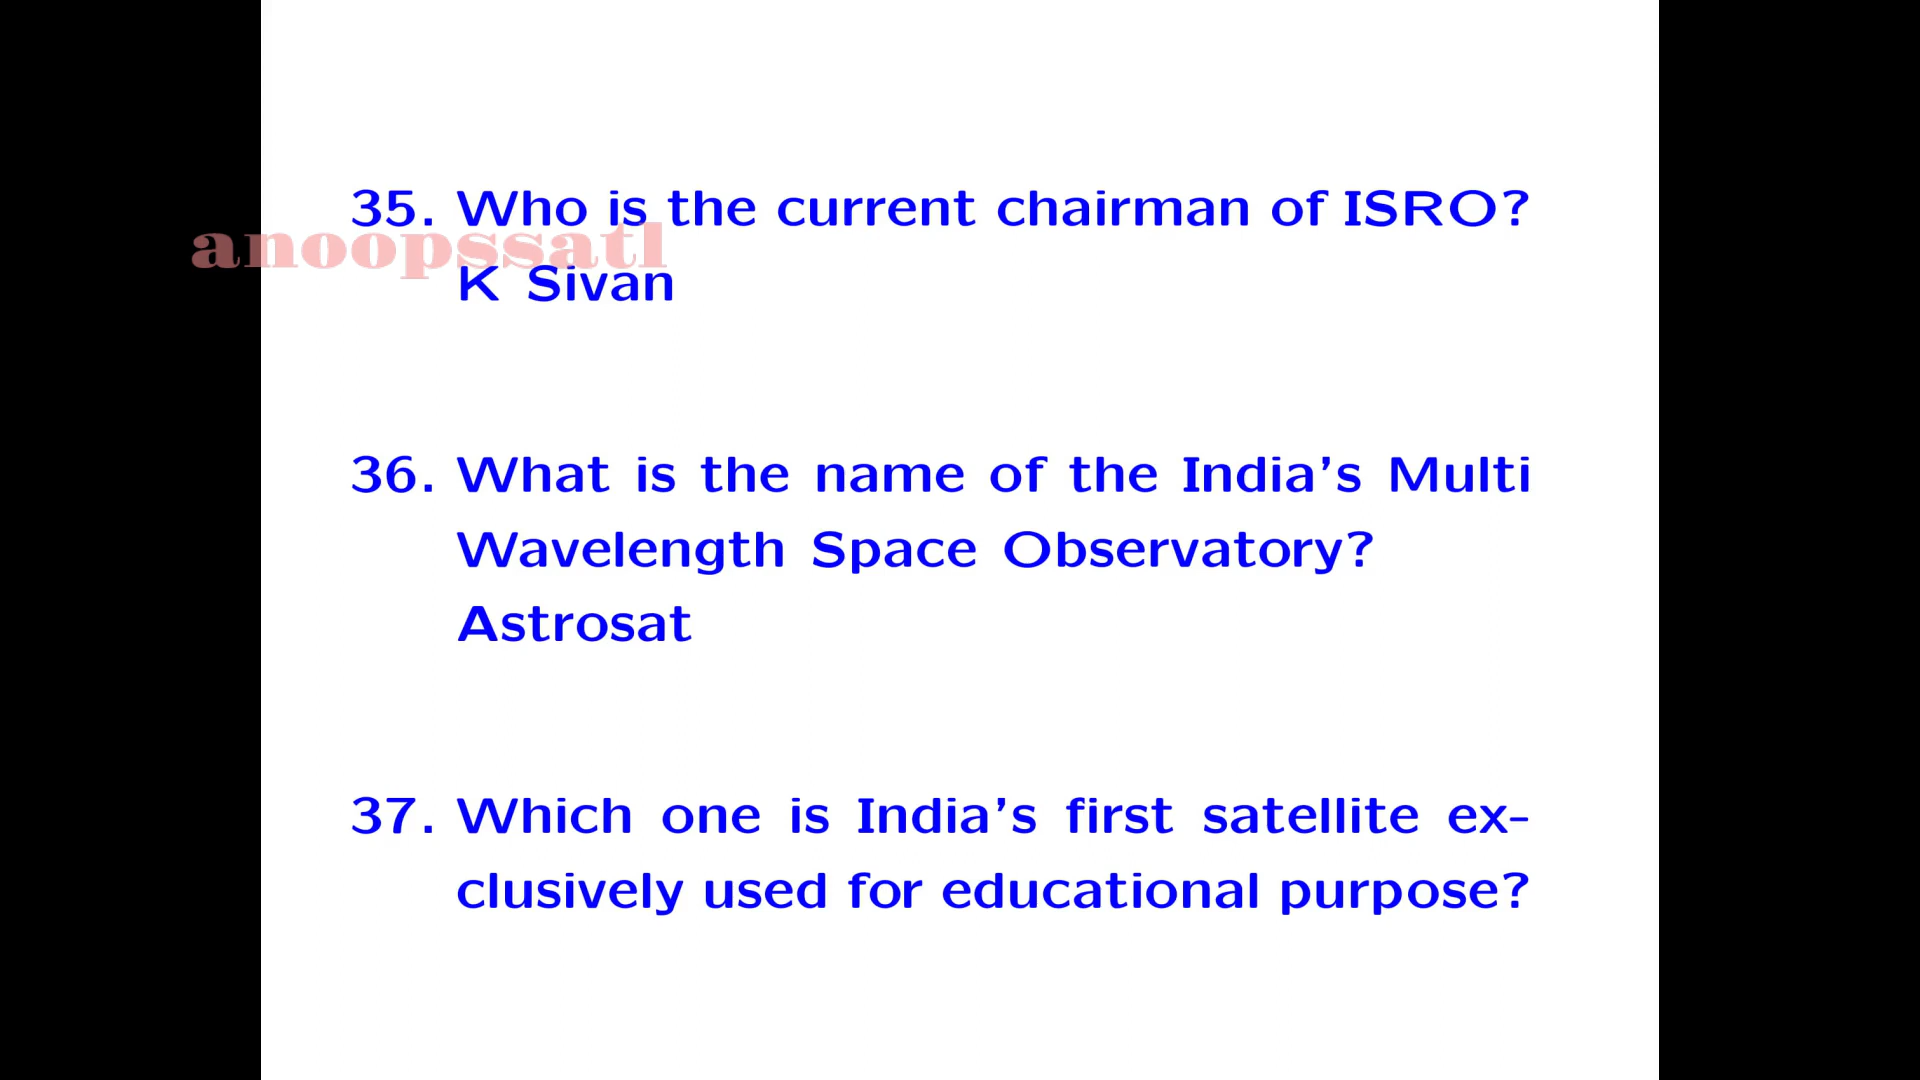 35. Who is the current chairman of ISRO?
anoopssatl
K Sivan
36. What is the name of the India's Multi
Wavelength Space Observatory?
Astrosat
37. Which one is India's first satellite ex-
clusively used for educational purpose?